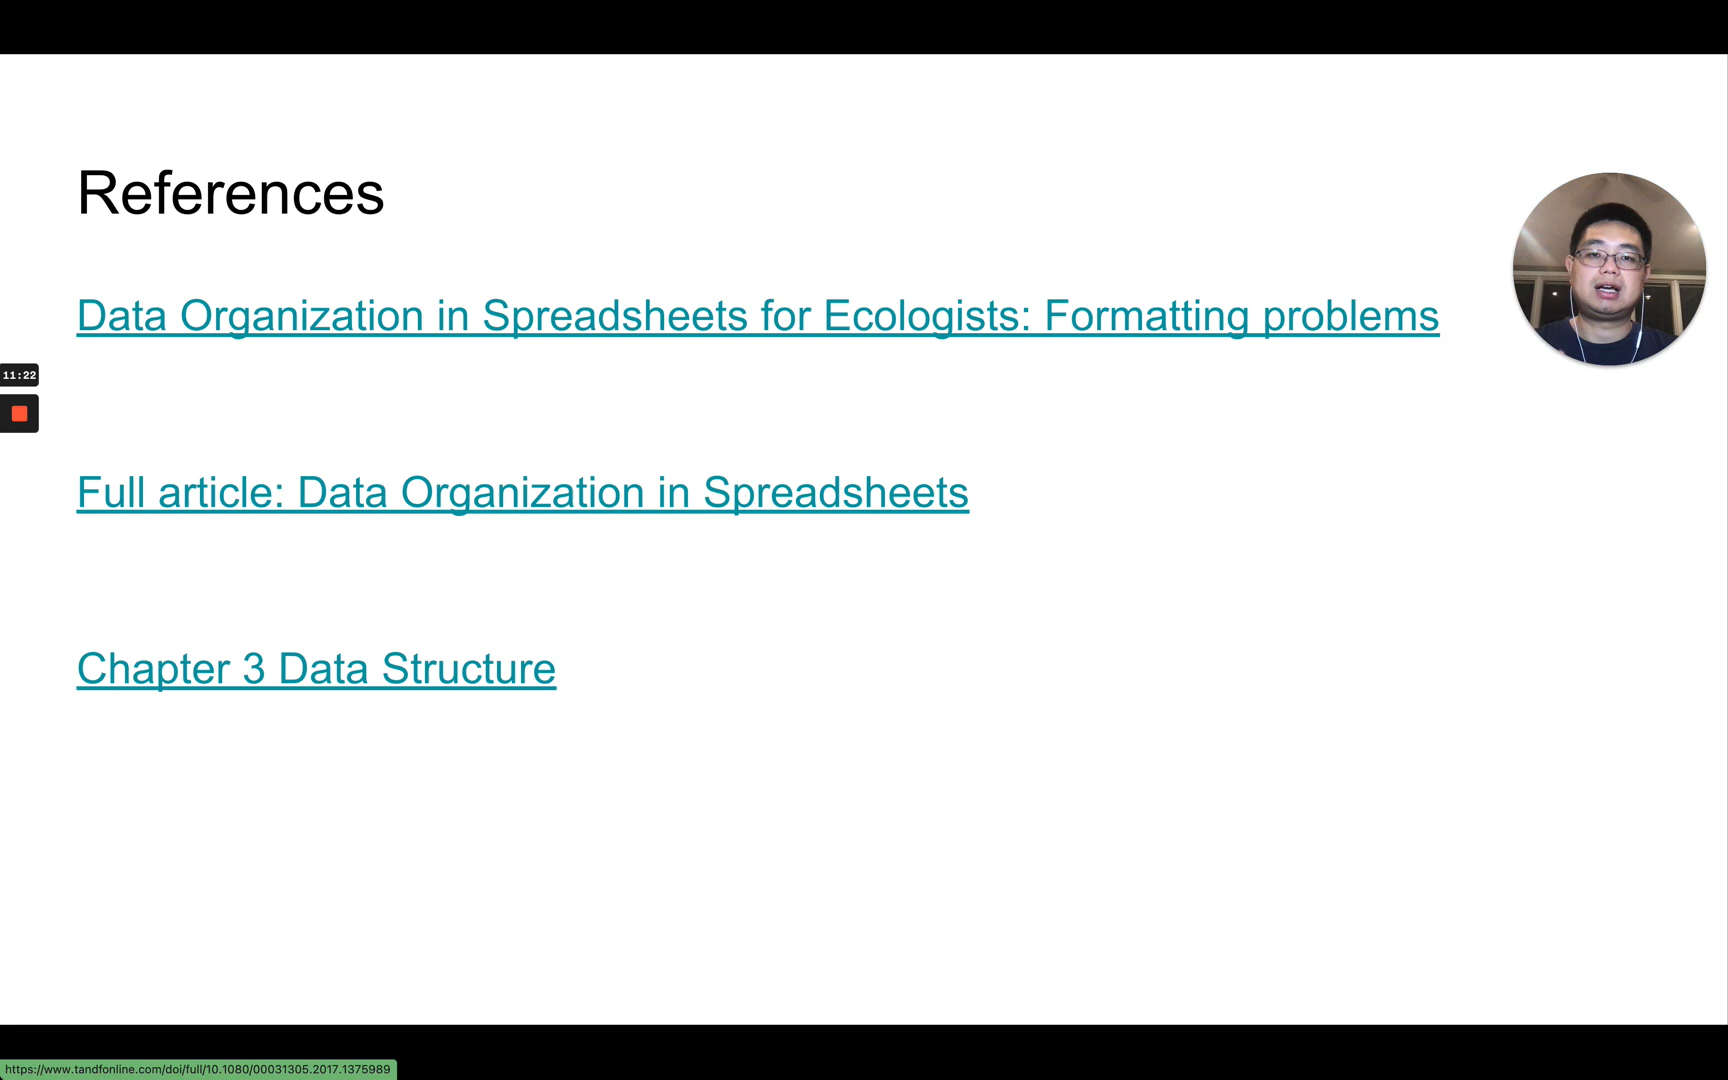 References
Data Organization in Spreadsheets for Ecologists: Formatting problems
11:22
Full article: Data Organization in Spreadsheets
Chapter 3 Data Structure
https://www.tandfonline.com/doi/full/10.1080/00031305.2017.1375989